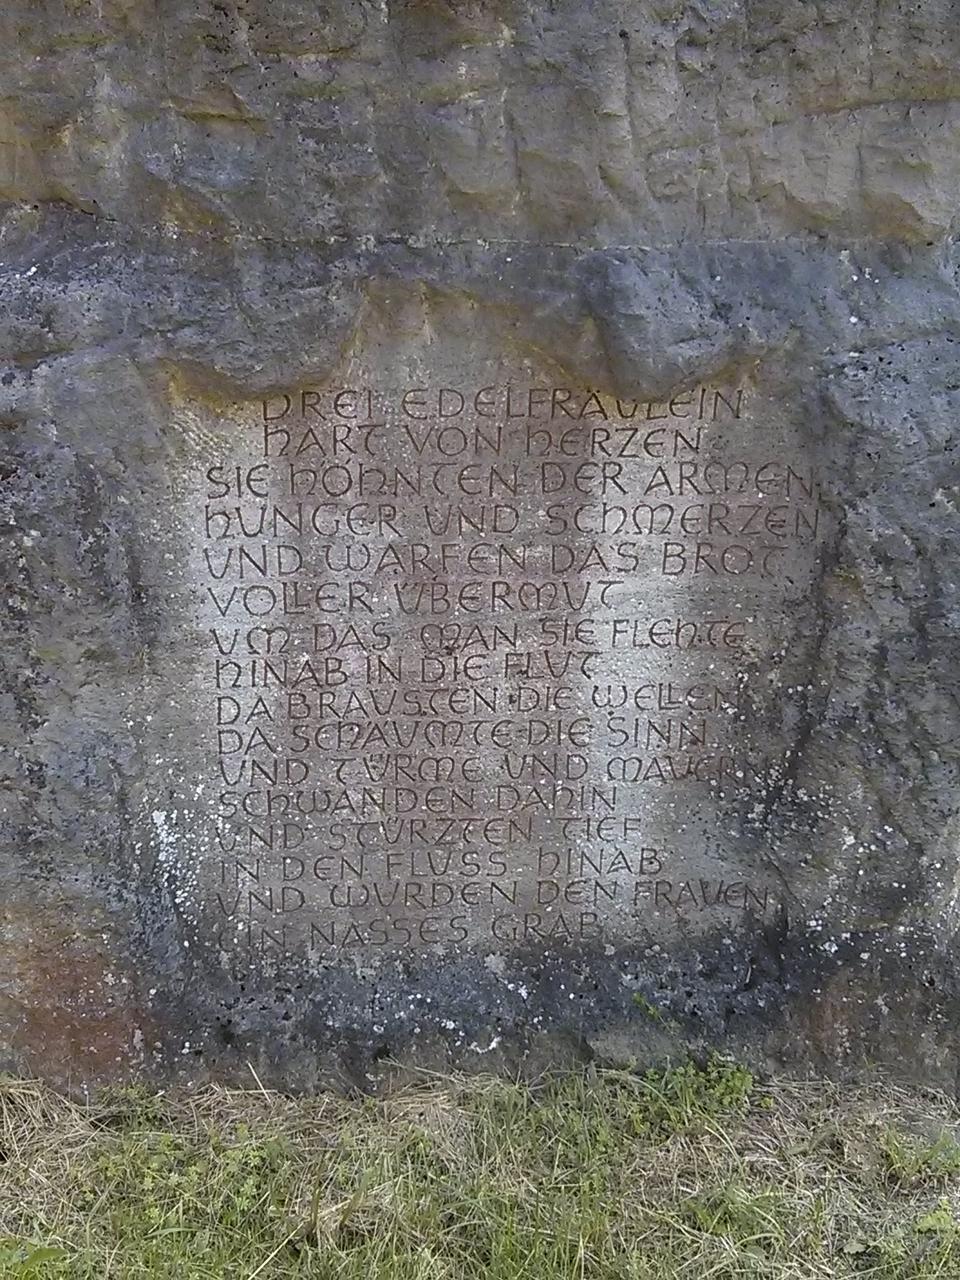 DREI EDELFRÄULEIN
HART VON HERZEN
SIE HÖHNTEN DER ARMEN
HUNGER UND SCHMERZEN
UND WARFEN DAS BROT
VOLLER ÜBERMUT
UM DAS MAN SIE FLEHTE
HINAB IN DIE FLUT
DA BRAUSTEN DIE WELLEN
DA SCHÄUMTE DIE SINN
UND TÜRME UND MAUERN
SCHWANDEN DAHIN
UND STÜRZTEN TIEF
IN DEN FLUSS HINAB
UND WURDEN DEN FRAUEN
EIN NASSES GRAB